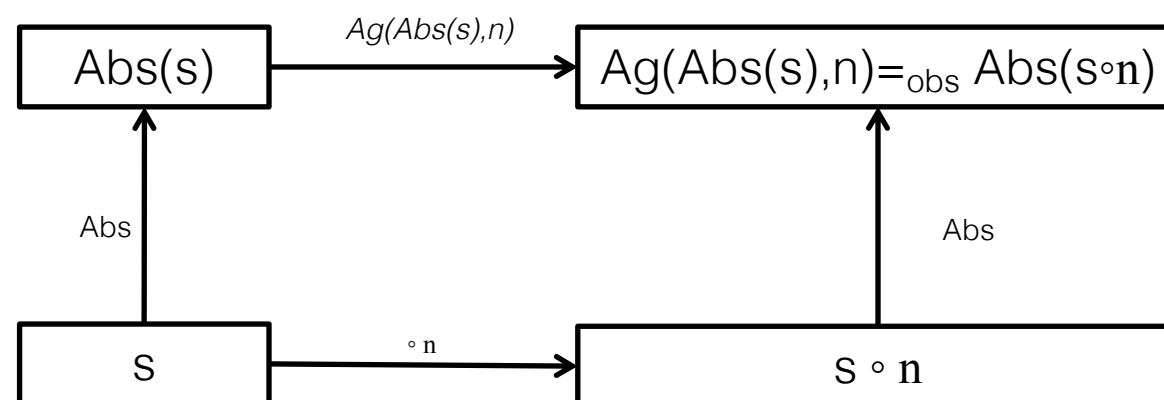 Ag(Abs(s),n)
Abs(s)
Ag(Abs(s),n)=obs Abs(s∘n)
Abs
Abs
∘ n
s
s ∘ n